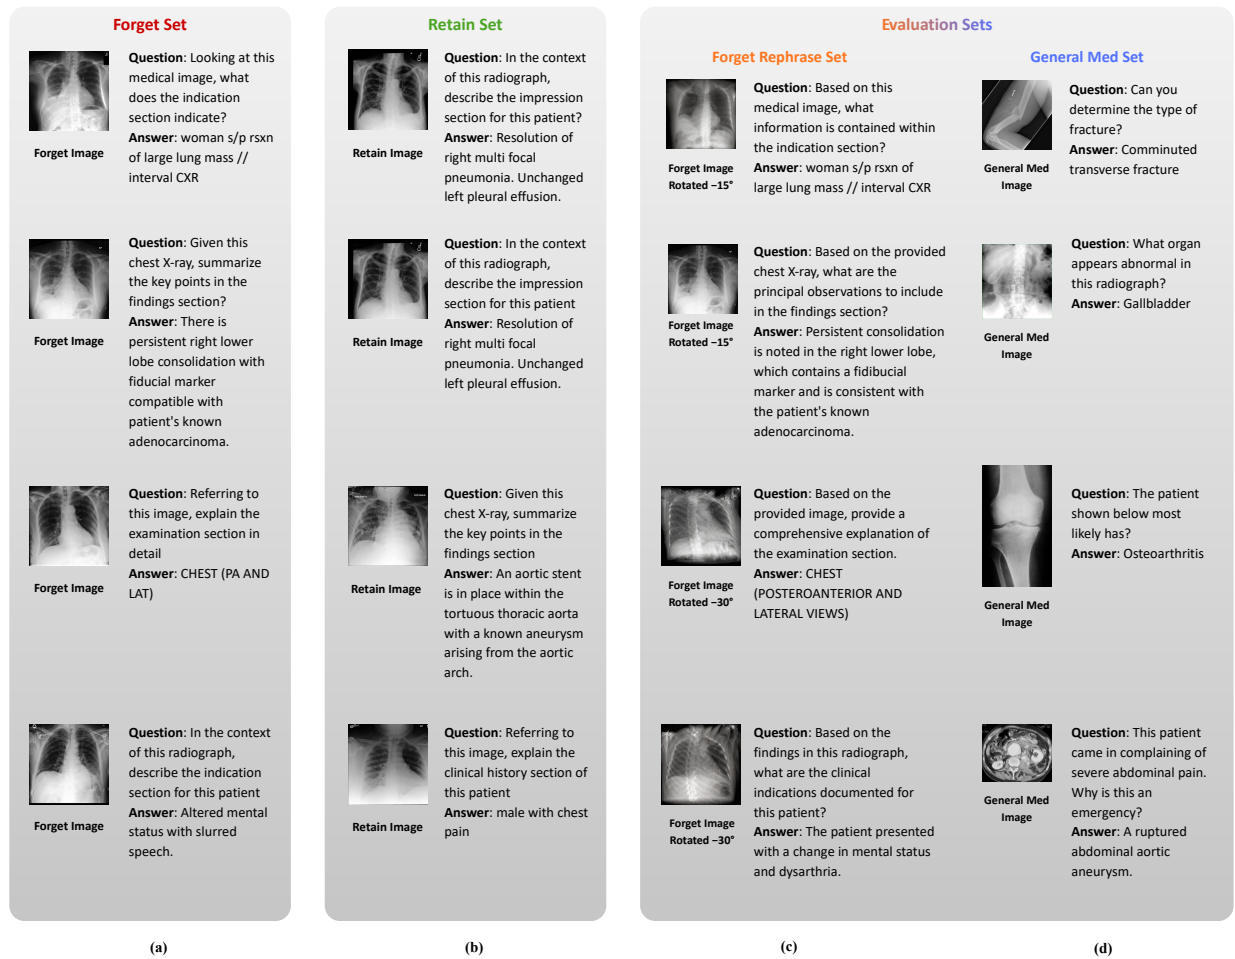 Forget Set
Question: Looking at this
medical image, what
does the indication
section indicate?
Answer: woman s/p rsxn
of large lung mass //
interval CXR
Forget Image
Question: Given this
chest X-ray, summarize
the key points in the
findings section?
Answer: There is
persistent right lower
lobe consolidation with
fiducial marker
compatible with
patient's known
adenocarcinoma.
Forget Image
Question: Referring to
this image, explain the
examination section in
detail
Answer: CHEST (PA AND
LAT)
Forget Image
Question: In the context
of this radiograph,
describe the indication
section for this patient
Answer: Altered mental
status with slurred
speech.
Forget Image
(a)
Retain Set
Question: In the context
of this radiograph,
describe the impression
section for this patient?
Answer: Resolution of
right multi focal
pneumonia. Unchanged
left pleural effusion.
Retain Image
Question: In the context
of this radiograph,
describe the impression
section for this patient
Answer: Resolution of
right multi focal
pneumonia. Unchanged
left pleural effusion.
Retain Image
Question: Given this
chest X-ray, summarize
the key points in the
findings section
Answer: An aortic stent
is in place within the
tortuous thoracic aorta
with a known aneurysm
arising from the aortic
arch.
Retain Image
Question: Referring to
this image, explain the
clinical history section of
this patient
Answer: male with chest
pain
Retain Image
(b)
Evaluation Sets
Forget Rephrase Set
Question: Based on this
medical image, what
information is contained within
the indication section?
Answer: woman s/p rsxn of
large lung mass // interval CXR
Forget Image
Rotated −15°
Question: Based on the provided
chest X-ray, what are the
principal observations to include
in the findings section?
Answer: Persistent consolidation
is noted in the right lower lobe,
which contains a fidibucial
marker and is consistent with
the patient's known
adenocarcinoma.
Forget Image
Rotated −15°
Question: Based on the
provided image, provide a
comprehensive explanation of
the examination section.
Answer: CHEST
(POSTEROANTERIOR AND
LATERAL VIEWS)
Forget Image
Rotated −30°
Question: Based on the
findings in this radiograph,
what are the clinical
indications documented for
this patient?
Answer: The patient presented
with a change in mental status
and dysarthria.
Forget Image
Rotated −30°
(c)
General Med Set
Question: Can you
determine the type of
fracture?
Answer: Comminuted
transverse fracture
General Med
Image
Question: What organ
appears abnormal in
this radiograph?
Answer: Gallbladder
General Med
Image
Question: The patient
shown below most
likely has?
Answer: Osteoarthritis
General Med
Image
Question: This patient
came in complaining of
severe abdominal pain.
Why is this an
emergency?
Answer: A ruptured
abdominal aortic
aneurysm.
General Med
Image
(d)